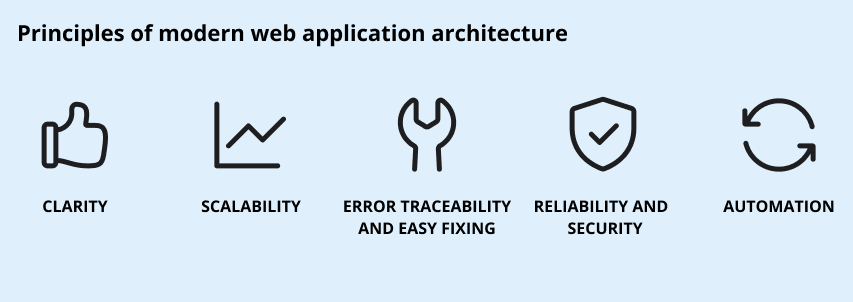 Principles of modern web application architecture
CLARITY
SCALABILITY
ERROR TRACEABILITY
AND EASY FIXING
RELIABILITY AND
SECURITY
AUTOMATION